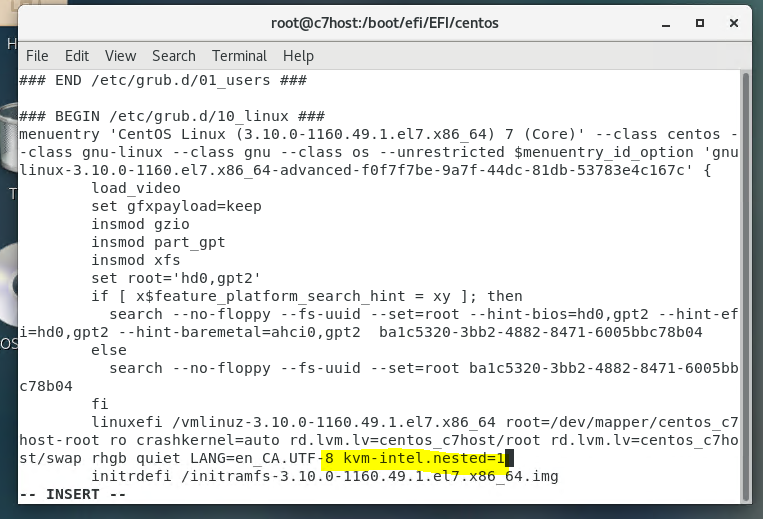 root@c7host:/boot/efi/EFI/centos
File Edit View Search Terminal Help
### END /etc/grub.d/01_users ###
### BEGIN /etc/grub.d/10_linux ###
menuentry 'CentOS Linux (3.10.0-1160.49.1.el7.x86_64) 7 (Core)' --class centos -
-class gnu-linux --class gnu --class os --unrestricted $menuentry_id_option 'gnu
linux-3.10.0-1160.el7.x86_64-advanced-f0f7f7be-9a7f-44dc-81db-53783e4c167c' {
load_video
set gfxpayload=keep
insmod gzio
insmod part_gpt
insmod xfs
set root='hd0,gpt2'
if [ x$feature_platform_search_hint = xy ]; then
search --no-floppy --fs-uuid --set=root --hint-bios=hd0,gpt2 --hint-ef
i=hd0,gpt2 --hint-baremetal=ahci0,gpt2  ba1c5320-3bb2-4882-8471-6005bbc78b04
else
search --no-floppy --fs-uuid --set=root ba1c5320-3bb2-4882-8471-6005bb
c78b04
fi
linuxefi /vmlinuz-3.10.0-1160.49.1.el7.x86_64 root=/dev/mapper/centos_c7
host-root ro crashkernel=auto rd.lvm.lv=centos_c7host/root rd.lvm.lv=centos_c7ho
st/swap rhgb quiet LANG=en_CA.UTF-8 kvm-intel.nested=1
initrdefi /initramfs-3.10.0-1160.49.1.el7.x86_64.img
-- INSERT --